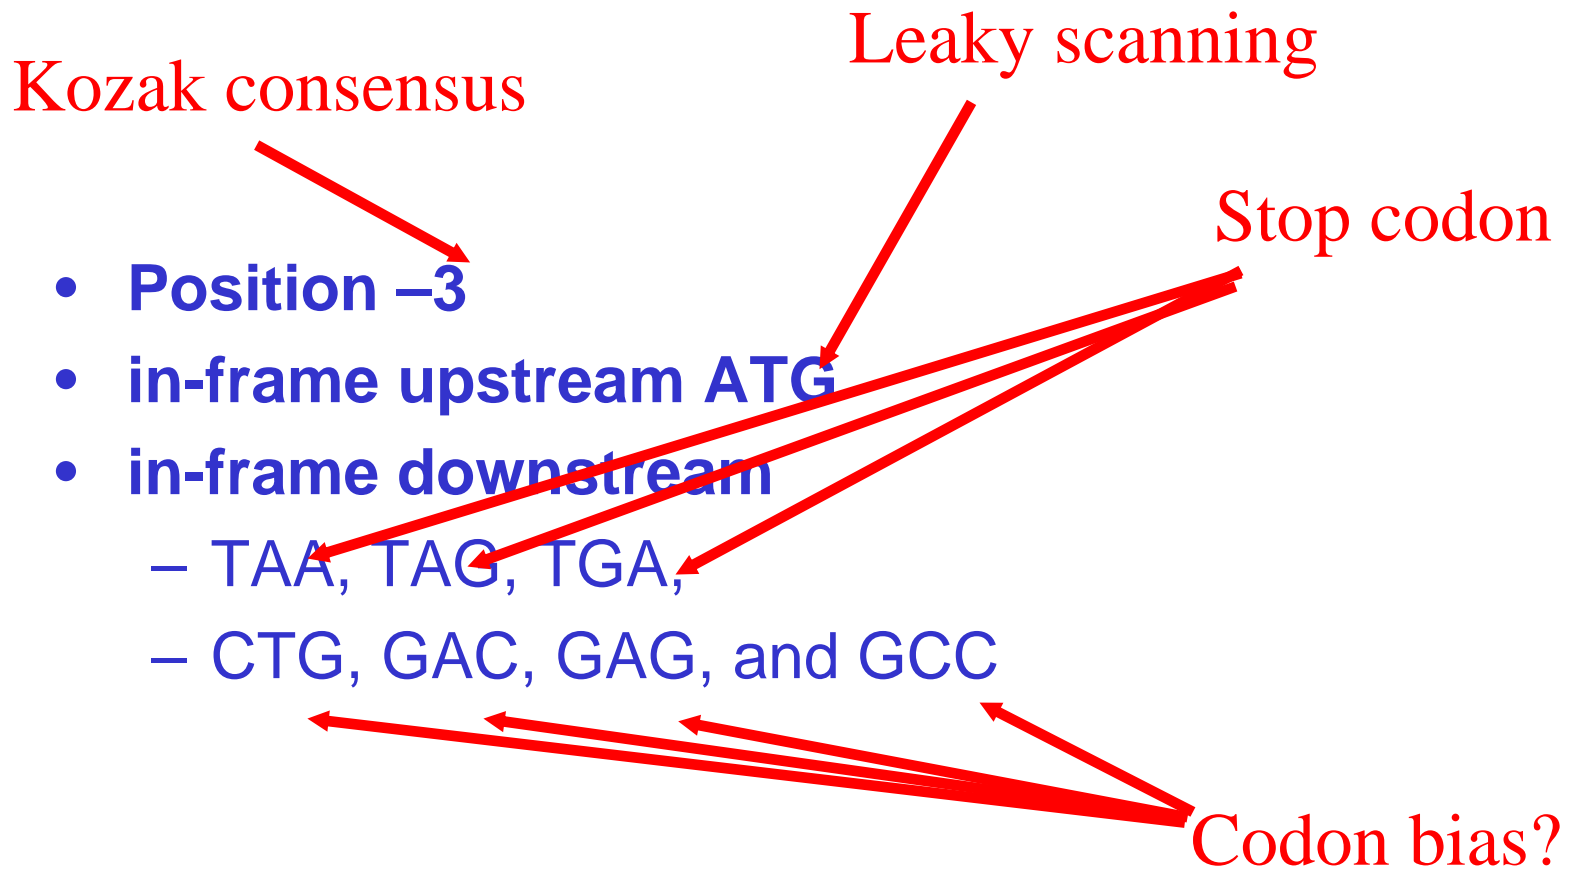 Leaky scanning
Kozak consensus
Stop codon
• Position –3
• in-frame upstream ATG
• in-frame downstream
– TAA, TAG, TGA,
– CTG, GAC, GAG, and GCC
Codon bias?